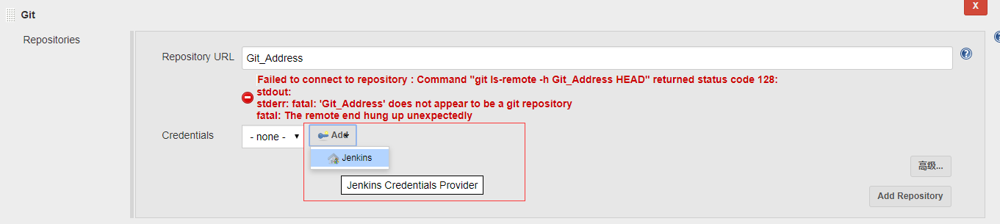 X
Git
Repositories
Repository URL Git_Address
Failed to connect to repository : Command "git ls-remote -h Git_Address HEAD" returned status code 128:
stdout:
stderr: fatal: 'Git_Address' does not appear to be a git repository
fatal: The remote end hung up unexpectedly
Credentials - none - Add
Jenkins
高级...
Jenkins Credentials Provider
Add Repository